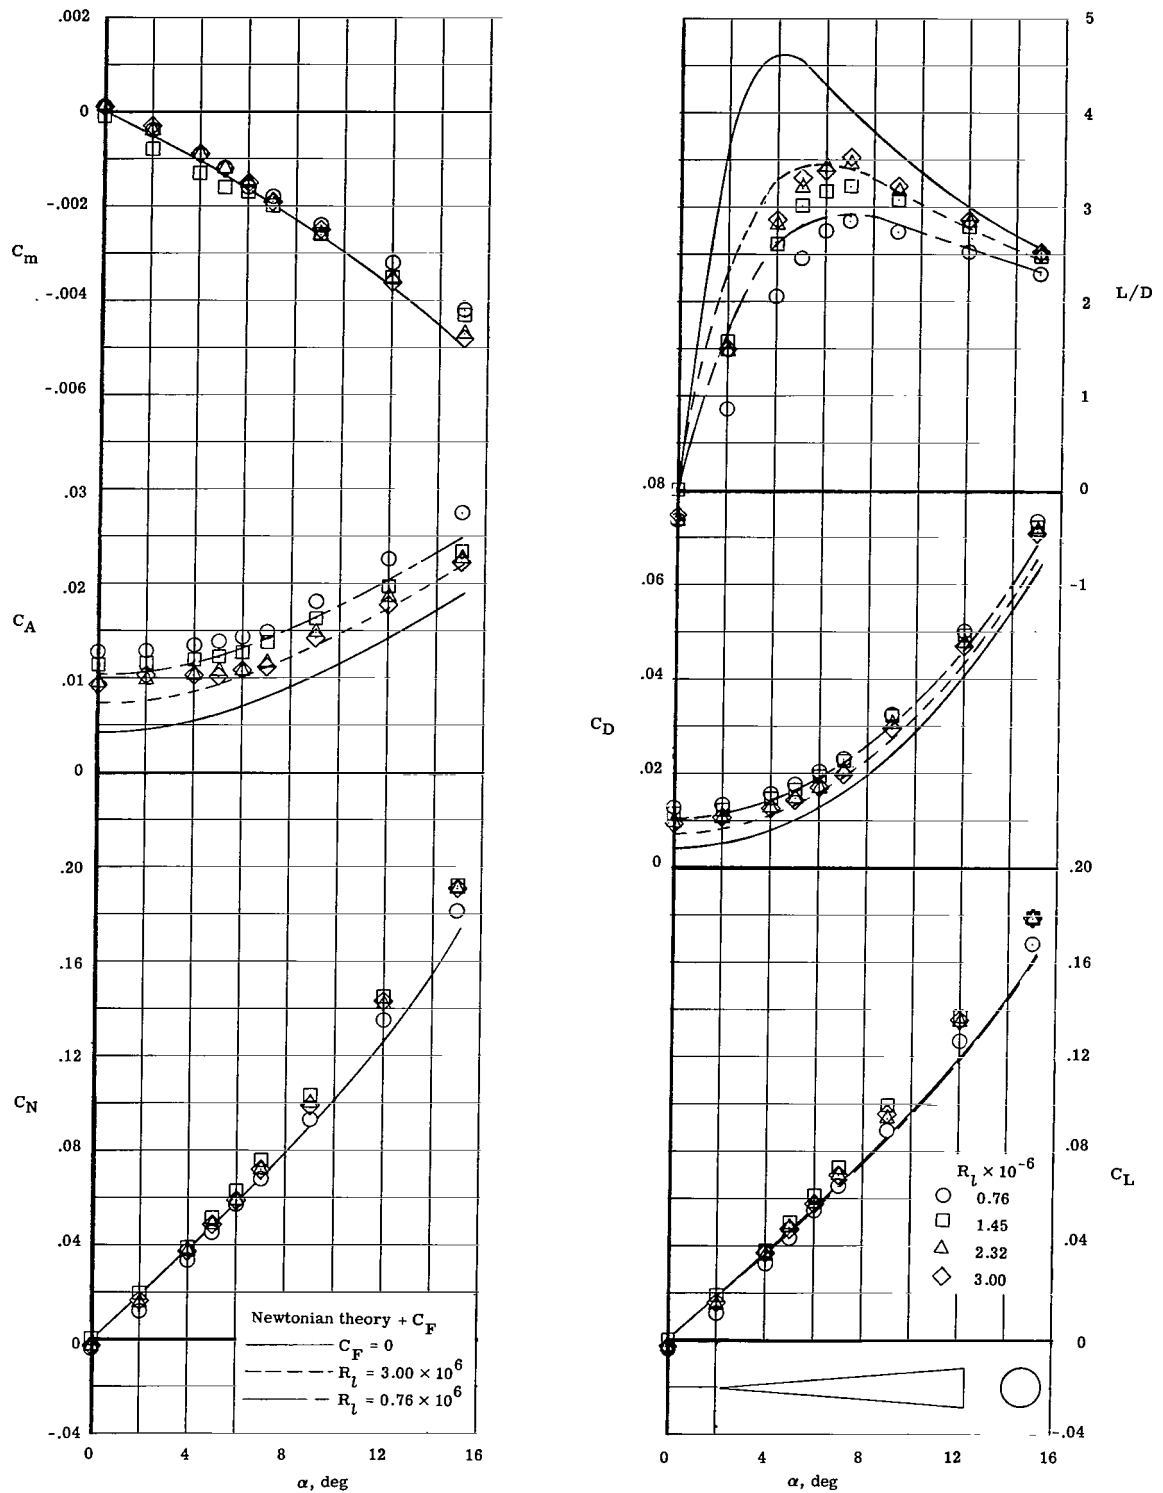 .002
0
-.002
C_m
-.004
-.006
.03
.02
C_A
.01
0
.20
.16
.12
C_N
.08
.04
0
-.04
Newtonian theory + C_F
C_F = 0
R_l = 3.00 × 10^6
R_l = 0.76 × 10^6
0 4 8 12 16
α, deg
5
4
3
L/D
2
1
0
-1
.08
.06
.04
C_D
.02
0
.20
.16
.12
.08
C_L
.04
0
-.04
R_l × 10^-6
0.76
1.45
2.32
3.00
0 4 8 12 16
α, deg